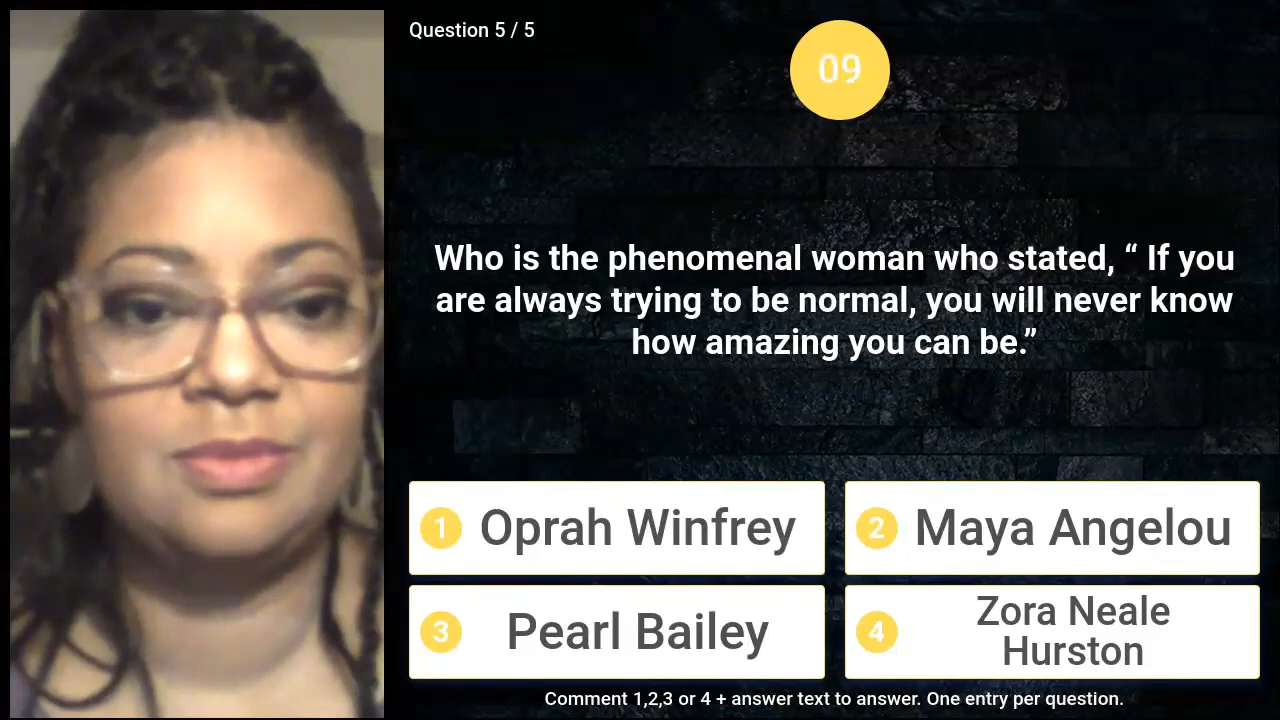 Question 5 / 5
09
Who is the phenomenal woman who stated, “ If you
are always trying to be normal, you will never know
how amazing you can be.”
1 Oprah Winfrey
2 Maya Angelou
3 Pearl Bailey
4 Zora Neale
Hurston
Comment 1,2,3 or 4 + answer text to answer. One entry per question.